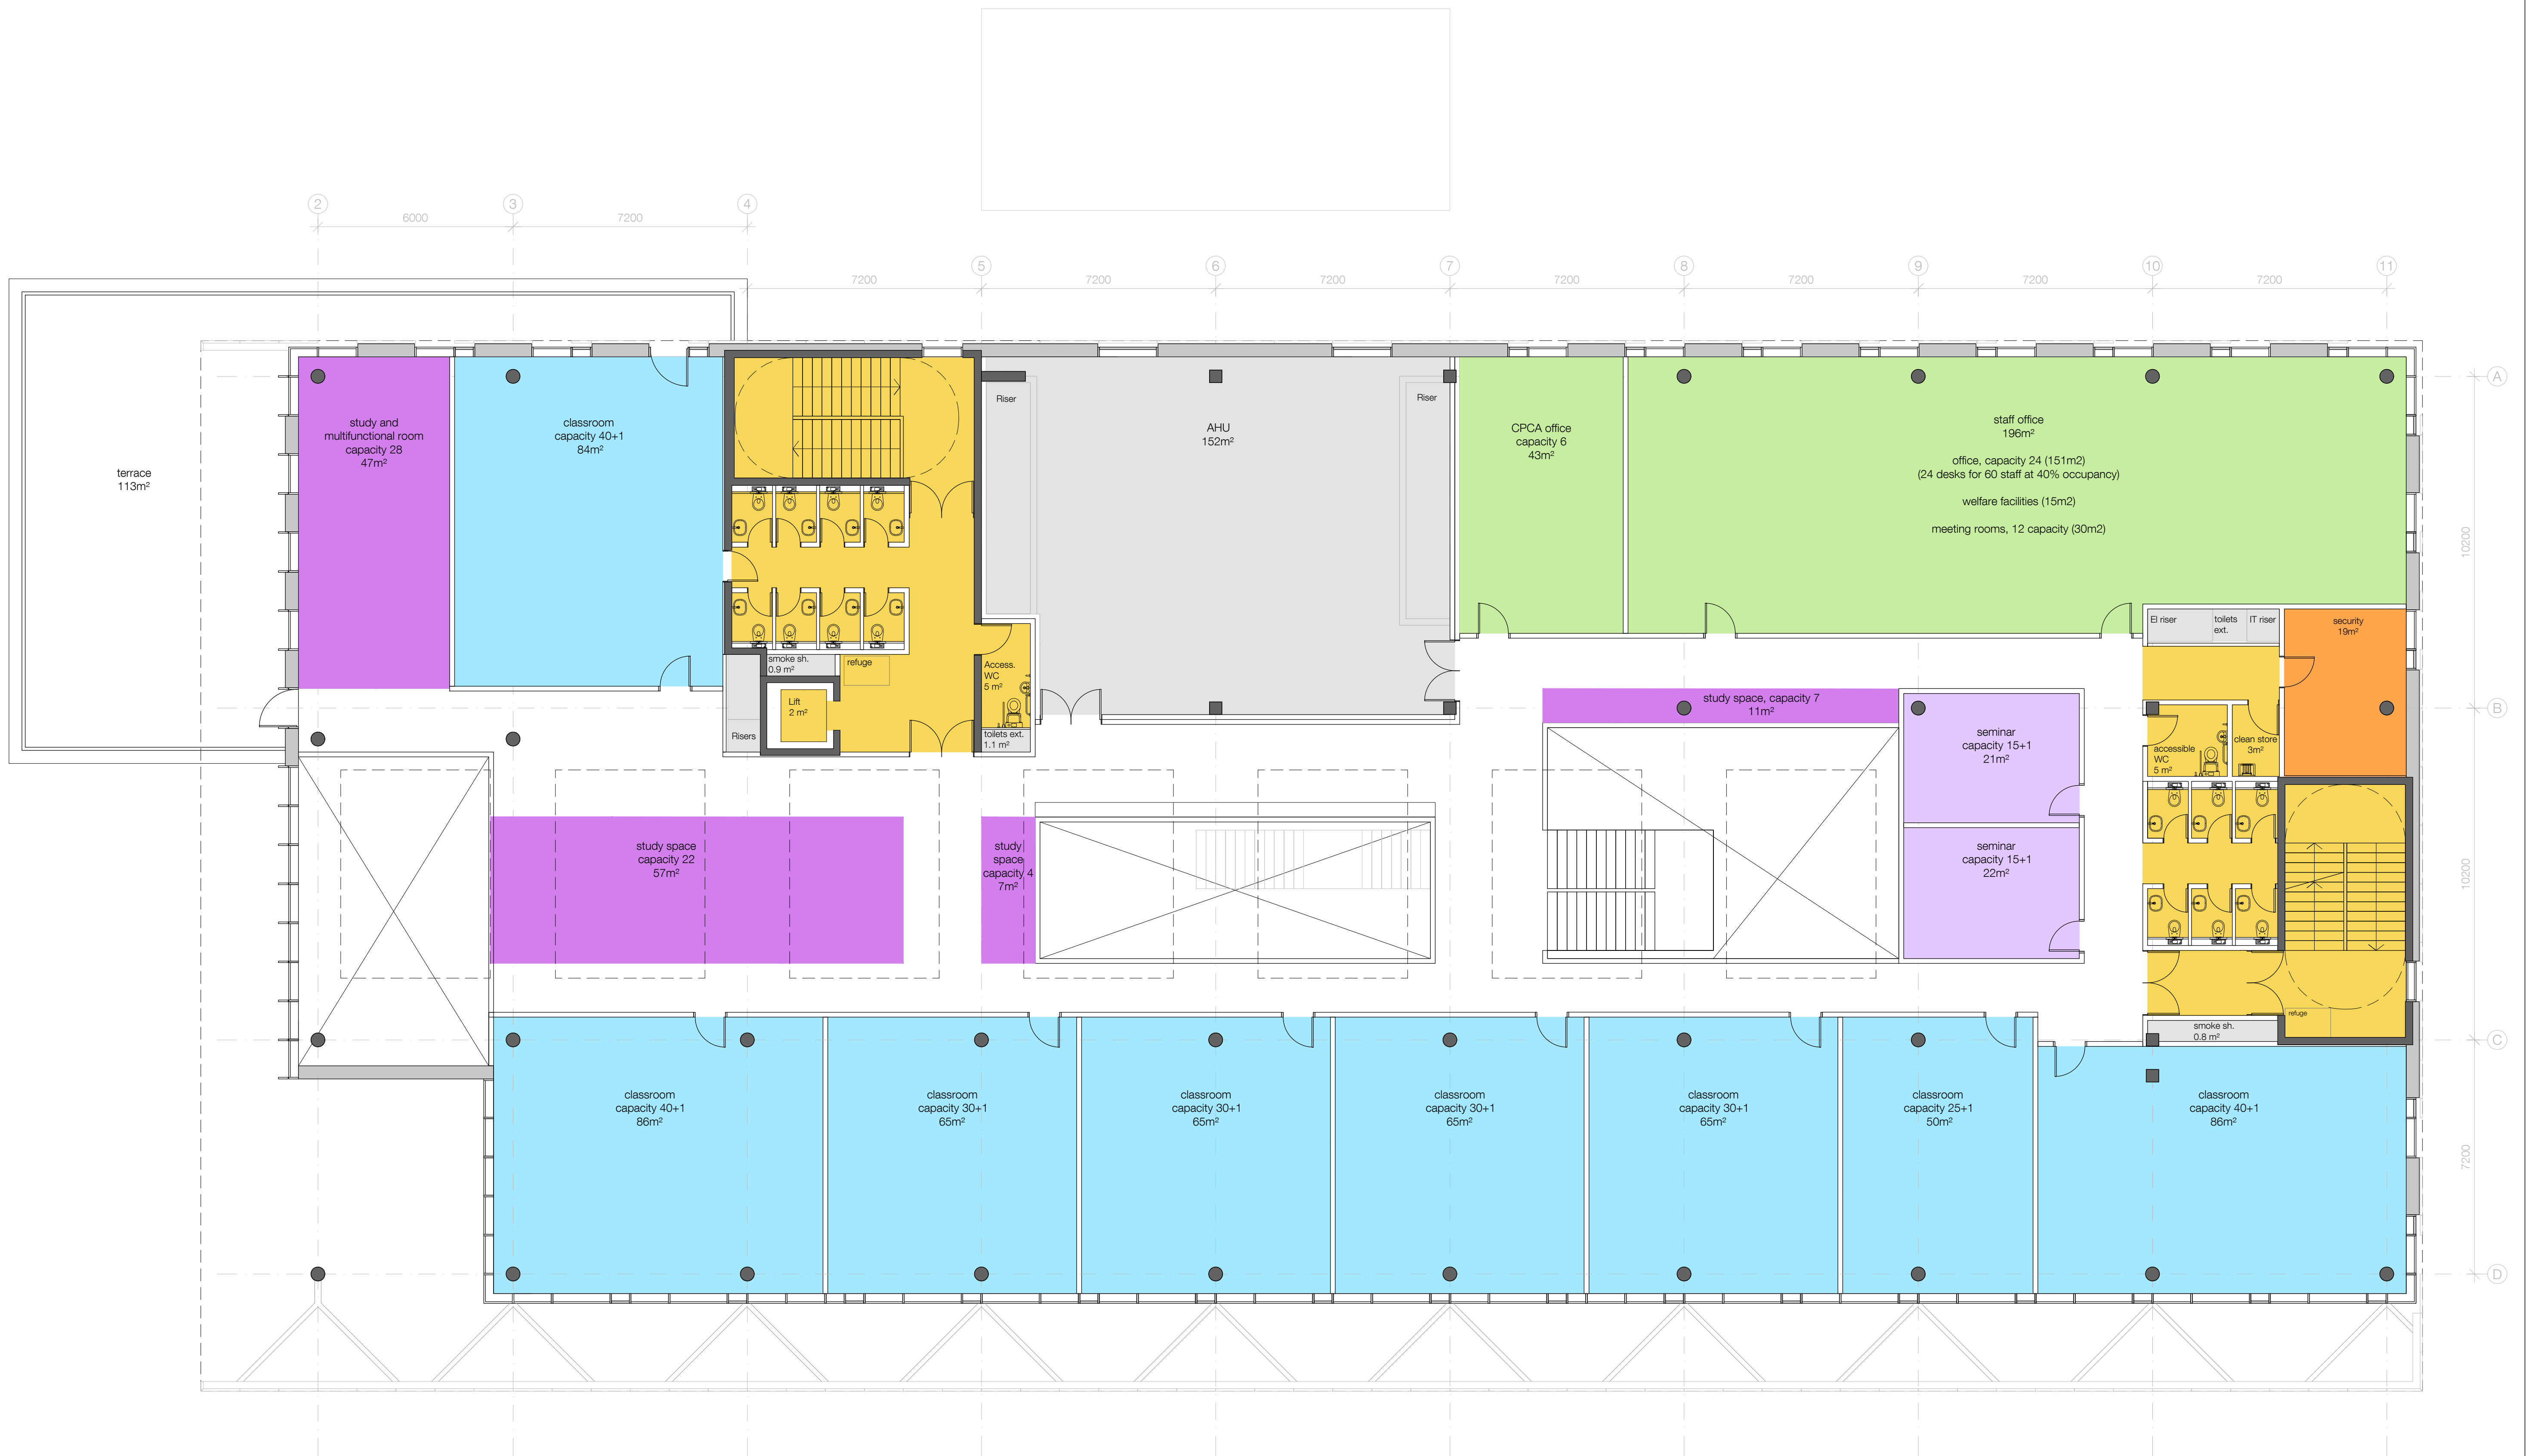 2
3
4
6000
7200
5
6
7
8
9
10
11
7200
7200
7200
7200
7200
7200
7200
A
B
C
D
10200
10200
7200
terrace
113m²
study and
multifunctional room
capacity 28
47m²
classroom
capacity 40+1
84m²
Riser
AHU
152m²
Riser
CPCA office
capacity 6
43m²
staff office
196m²
office, capacity 24 (151m2)
(24 desks for 60 staff at 40% occupancy)
welfare facilities (15m2)
meeting rooms, 12 capacity (30m2)
EI riser
toilets
ext.
IT riser
security
19m²
smoke sh.
0.9 m²
refuge
Access.
WC
5 m²
Lift
2 m²
Risers
toilets ext.
1.1 m²
study space, capacity 7
11m²
seminar
capacity 15+1
21m²
accessible
WC
5 m²
clean store
3m²
study space
capacity 22
57m²
study
space
capacity 4
7m²
seminar
capacity 15+1
22m²
refuge
smoke sh.
0.8 m²
classroom
capacity 40+1
86m²
classroom
capacity 30+1
65m²
classroom
capacity 30+1
65m²
classroom
capacity 30+1
65m²
classroom
capacity 30+1
65m²
classroom
capacity 25+1
50m²
classroom
capacity 40+1
86m²